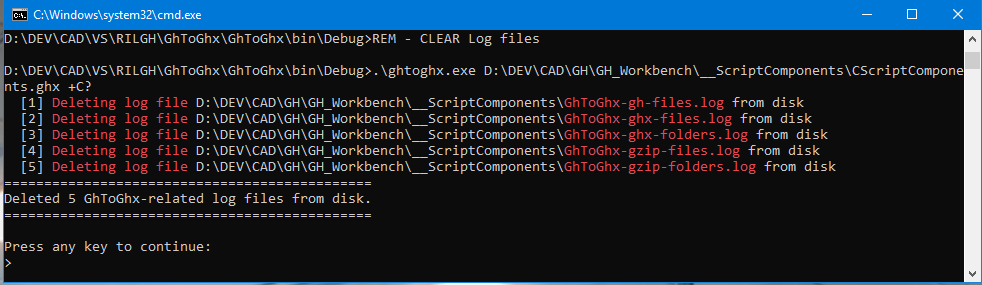 C:\Windows\system32\cmd.exe
D:\DEV\CAD\VS\RILGH\GhToGhx\GhToGhx\bin\Debug>REM - CLEAR Log files
D:\DEV\CAD\VS\RILGH\GhToGhx\GhToGhx\bin\Debug>.\ghtoghx.exe D:\DEV\CAD\GH\GH_Workbench\__ScriptComponents\CScriptCompone
nts.ghx +C?
[1] Deleting log file D:\DEV\CAD\GH\GH_Workbench\__ScriptComponents\GhToGhx-gh-files.log from disk
[2] Deleting log file D:\DEV\CAD\GH\GH_Workbench\__ScriptComponents\GhToGhx-ghx-files.log from disk
[3] Deleting log file D:\DEV\CAD\GH\GH_Workbench\__ScriptComponents\GhToGhx-ghx-folders.log from disk
[4] Deleting log file D:\DEV\CAD\GH\GH_Workbench\__ScriptComponents\GhToGhx-gzip-files.log from disk
[5] Deleting log file D:\DEV\CAD\GH\GH_Workbench\__ScriptComponents\GhToGhx-gzip-folders.log from disk
==============================================
Deleted 5 GhToGhx-related log files from disk.
==============================================
Press any key to continue:
>